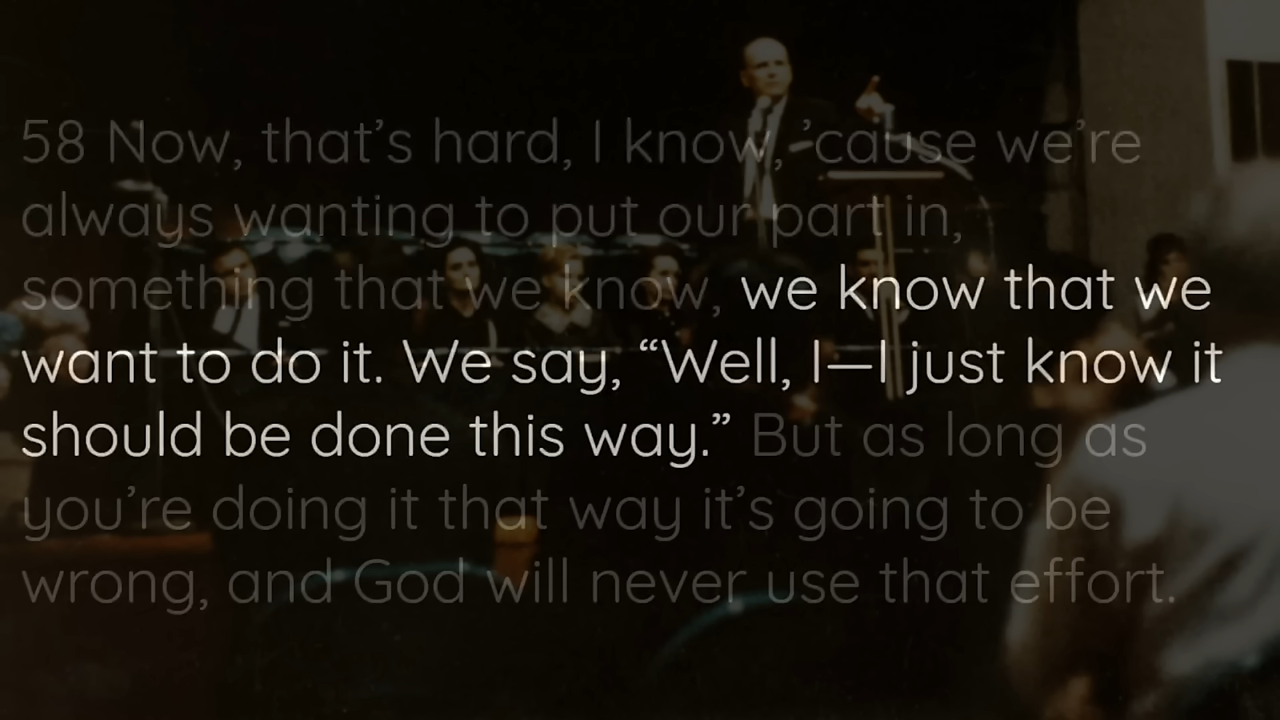 58 Now, that’s hard, I know, ’cause we’re
always wanting to put our part in,
something that we know, we know that we
want to do it. We say, “Well, I—I just know it
should be done this way.” But as long as
you’re doing it that way it’s going to be
wrong, and God will never use that effort.